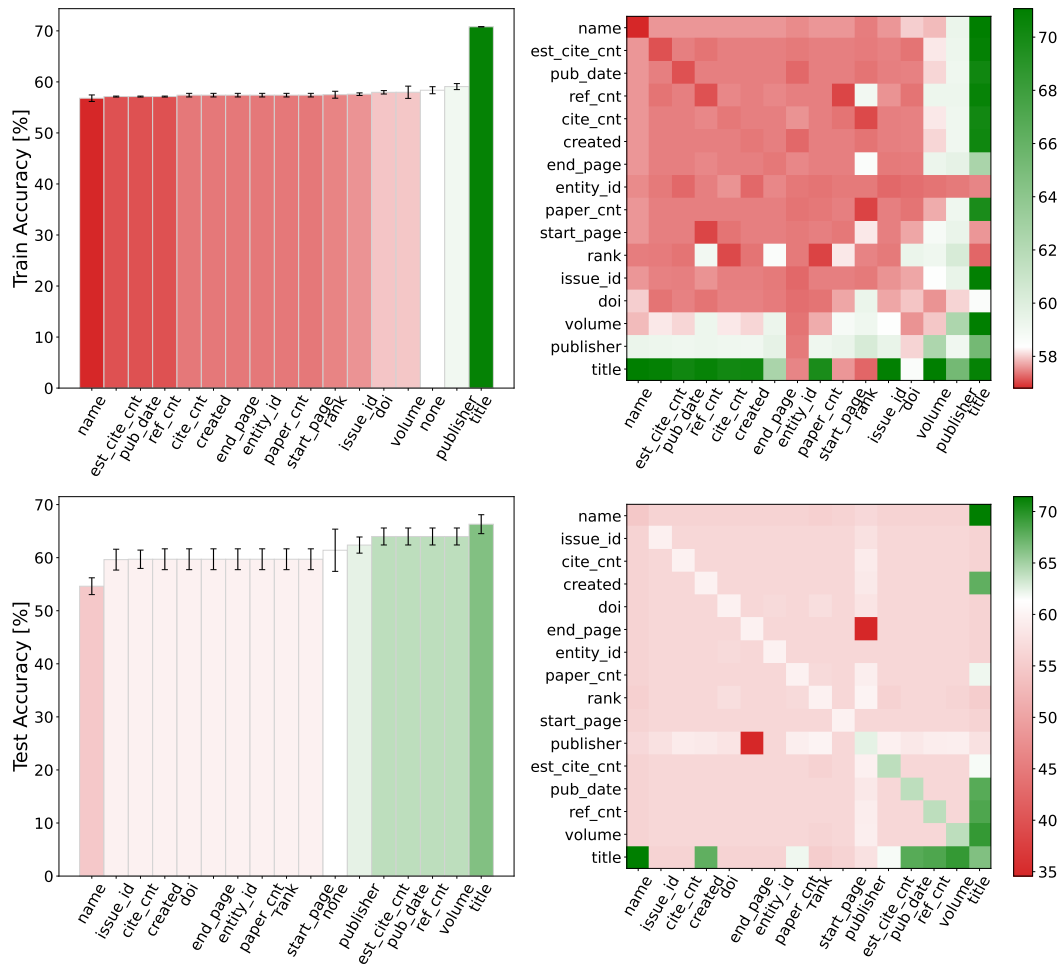 70
60
50
40
30
20
10
0
Train Accuracy [%]
name
est_cite_cnt
pub_date
ref_cnt
cite_cnt
created
end_page
entity_id
paper_cnt
start_page
rank
issue_id
doi
volume
none
publisher
title
name
est_cite_cnt
pub_date
ref_cnt
cite_cnt
created
end_page
entity_id
paper_cnt
start_page
rank
issue_id
doi
volume
publisher
title
name
est_cite_cnt
pub_date
ref_cnt
cite_cnt
created
end_page
entity_id
paper_cnt
start_page
rank
issue_id
doi
volume
publisher
title
70
68
66
64
62
60
58
70
60
50
40
30
20
10
0
Test Accuracy [%]
name
issue_id
cite_cnt
created
doi
end_page
entity_id
paper_cnt
rank
start_page
none
publisher
est_cite_cnt
pub_date
ref_cnt
volume
title
name
issue_id
cite_cnt
created
doi
end_page
entity_id
paper_cnt
rank
start_page
publisher
est_cite_cnt
pub_date
ref_cnt
volume
title
name
issue_id
cite_cnt
created
doi
end_page
entity_id
paper_cnt
rank
start_page
publisher
est_cite_cnt
pub_date
ref_cnt
volume
title
70
65
60
55
50
45
40
35